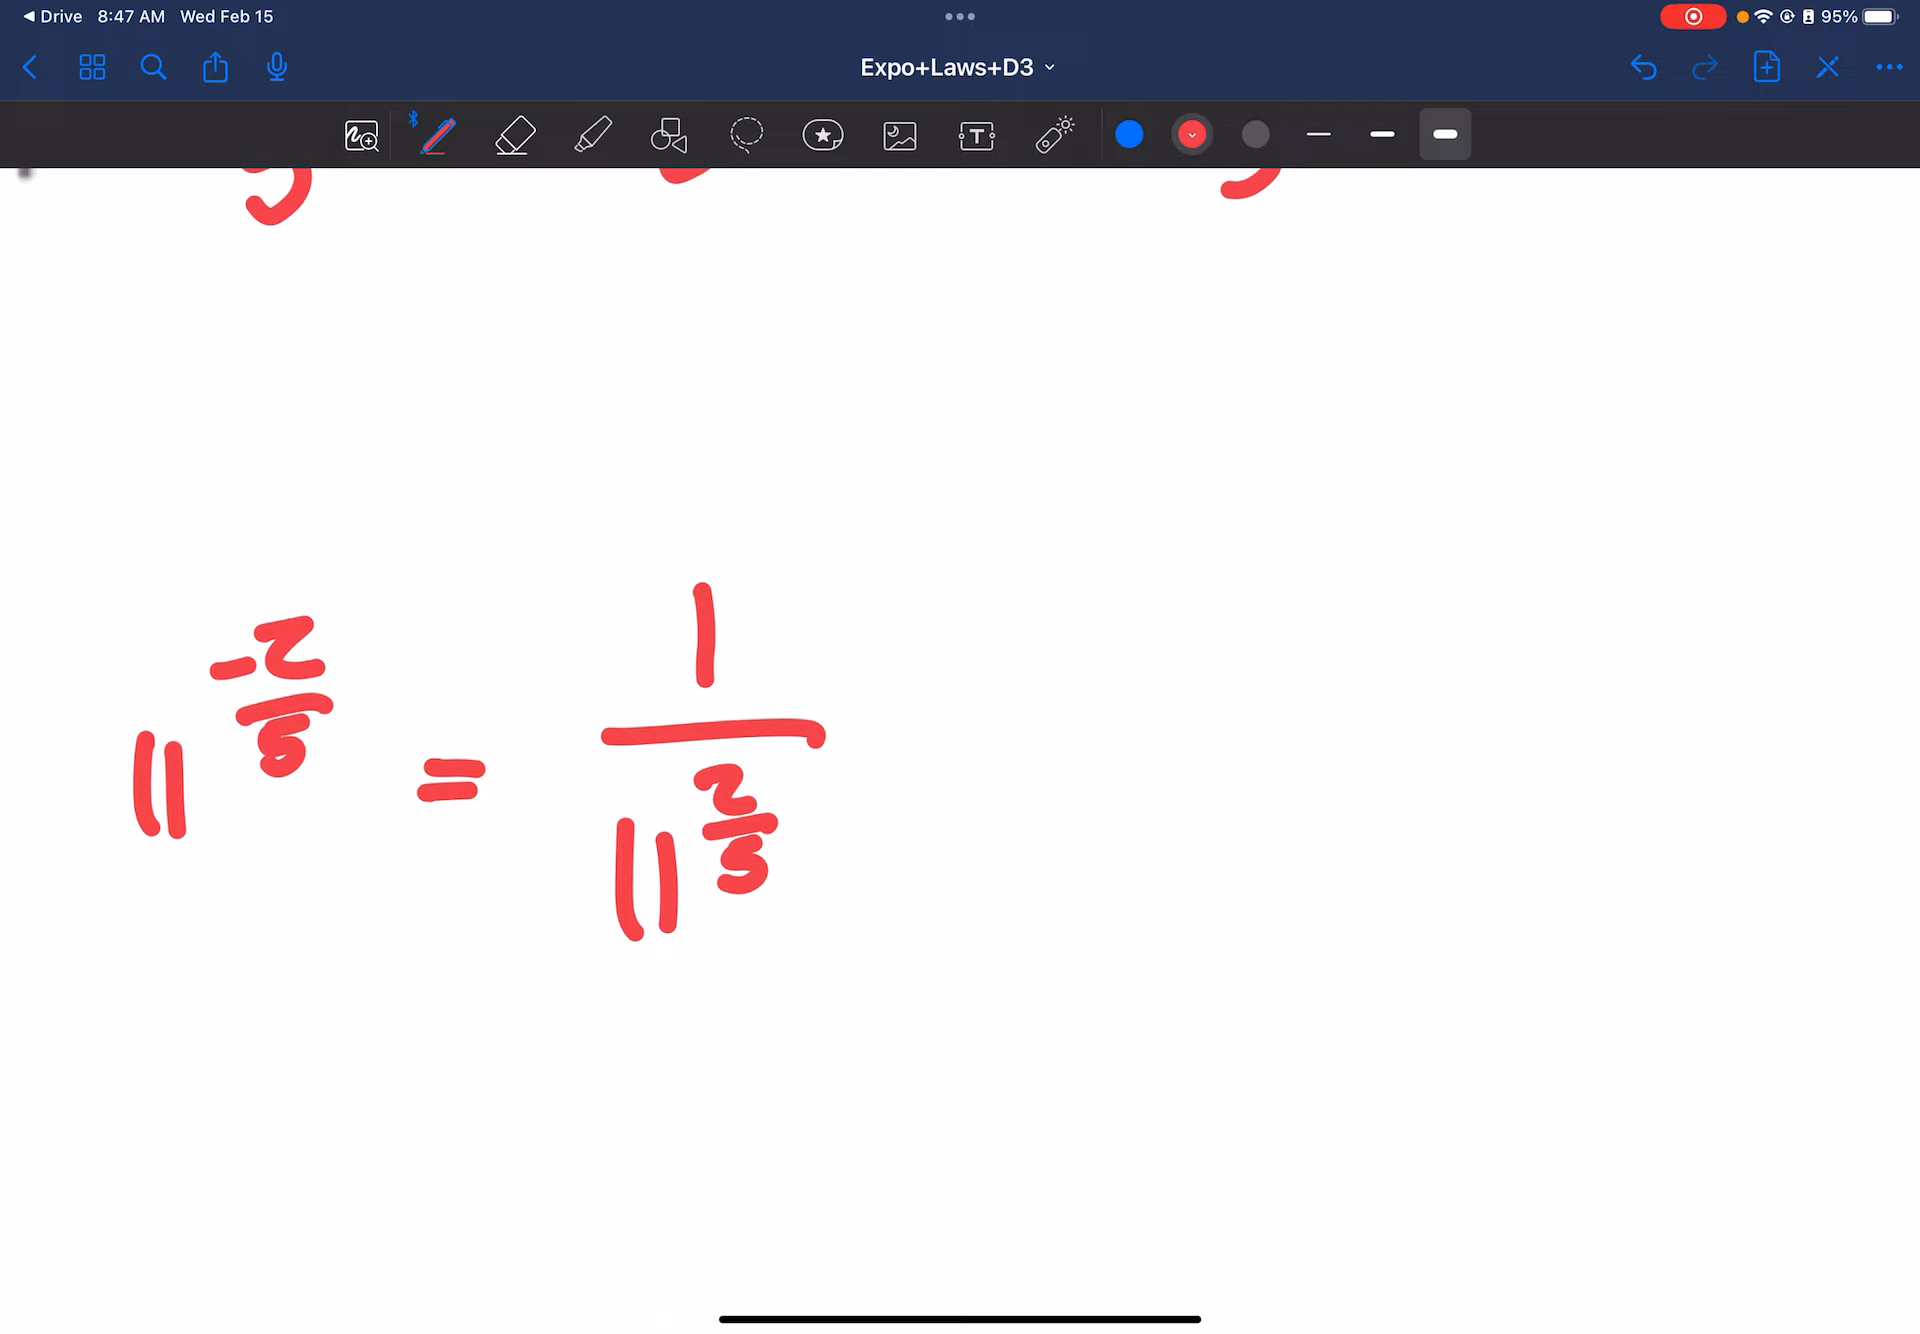 Drive 8:47 AM Wed Feb 15 95%
Expo+Laws+D3
T
11^(-2/5) = 1/11^(2/5)